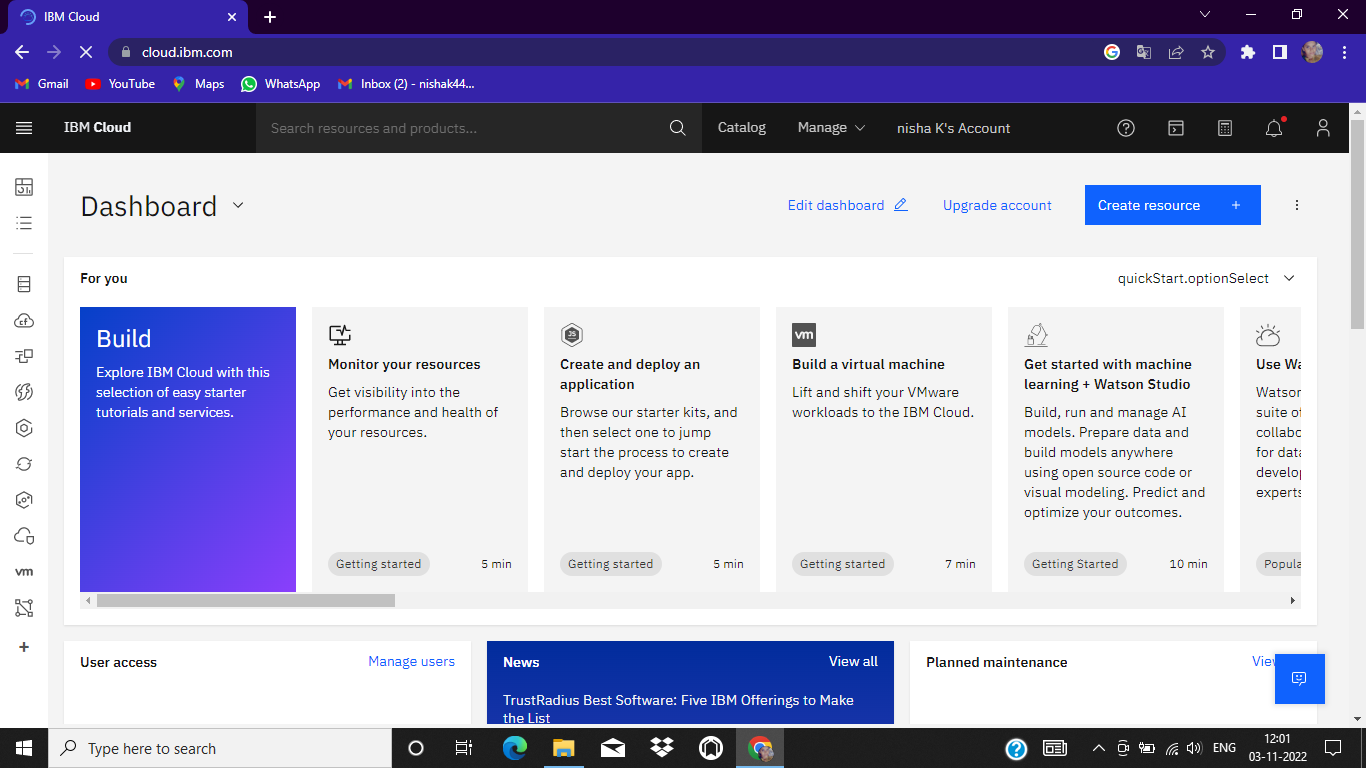 IBM Cloud
cloud.ibm.com
Gmail YouTube Maps WhatsApp Inbox (2) - nishak44...
IBM Cloud Search resources and products... Catalog Manage nisha K's Account
Dashboard Edit dashboard Upgrade account Create resource +
For you quickStart.optionSelect
Build
Explore IBM Cloud with this
selection of easy starter
tutorials and services.
Monitor your resources
Get visibility into the
performance and health of
your resources.
Getting started 5 min
JS
Create and deploy an
application
Browse our starter kits, and
then select one to jump
start the process to create
and deploy your app.
Getting started 5 min
vm
Build a virtual machine
Lift and shift your VMware
workloads to the IBM Cloud.
Getting started 7 min
Get started with machine
learning + Watson Studio
Build, run and manage AI
models. Prepare data and
build models anywhere
using open source code or
visual modeling. Predict and
optimize your outcomes.
Getting Started 10 min
Use Wa
Watson
suite of
collabo
for data
develop
experts
Popula
cf
vm
User access Manage users
News View all
TrustRadius Best Software: Five IBM Offerings to Make
the List
Planned maintenance View
Type here to search
ENG
12:01
03-11-2022